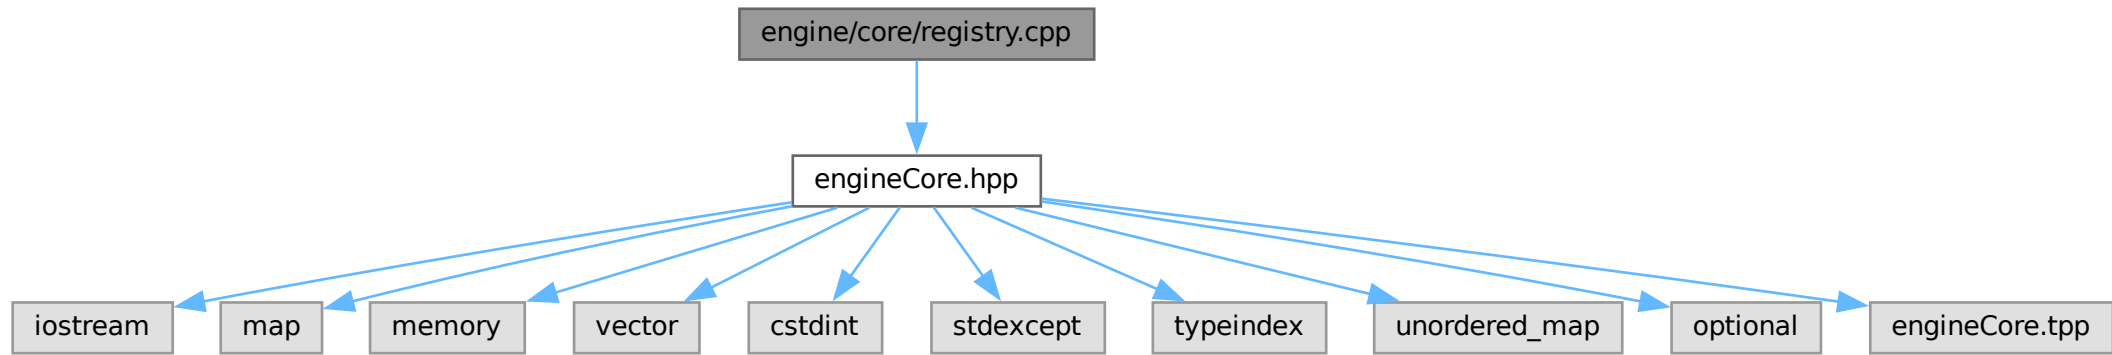 engine/core/registry.cpp
engineCore.hpp
iostream
map
memory
vector
cstdint
stdexcept
typeindex
unordered_map
optional
engineCore.tpp